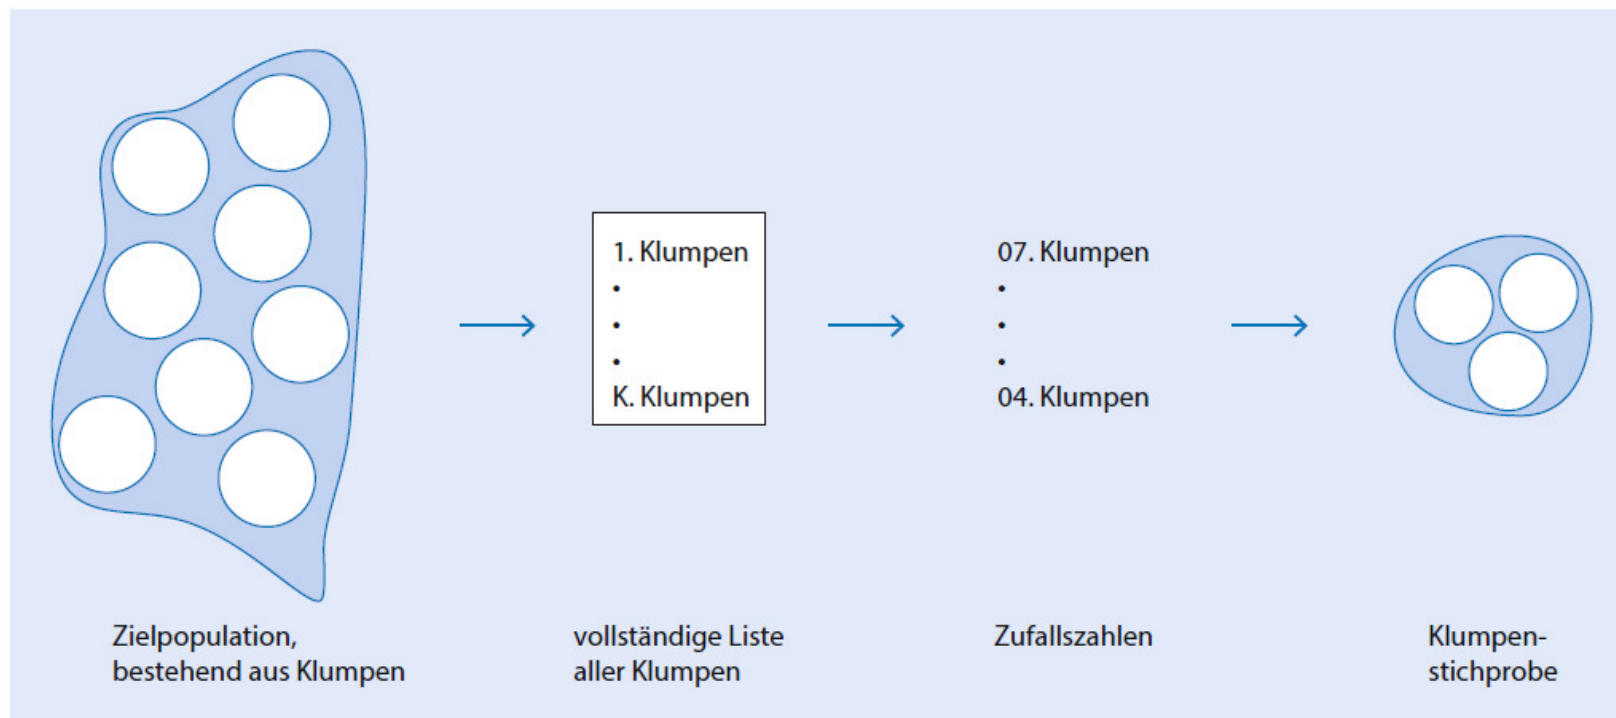 1. Klumpen
•
•
•
K. Klumpen
07. Klumpen
•
•
•
04. Klumpen
Zielpopulation,
bestehend aus Klumpen
vollständige Liste
aller Klumpen
Zufallszahlen
Klumpen-
stichprobe